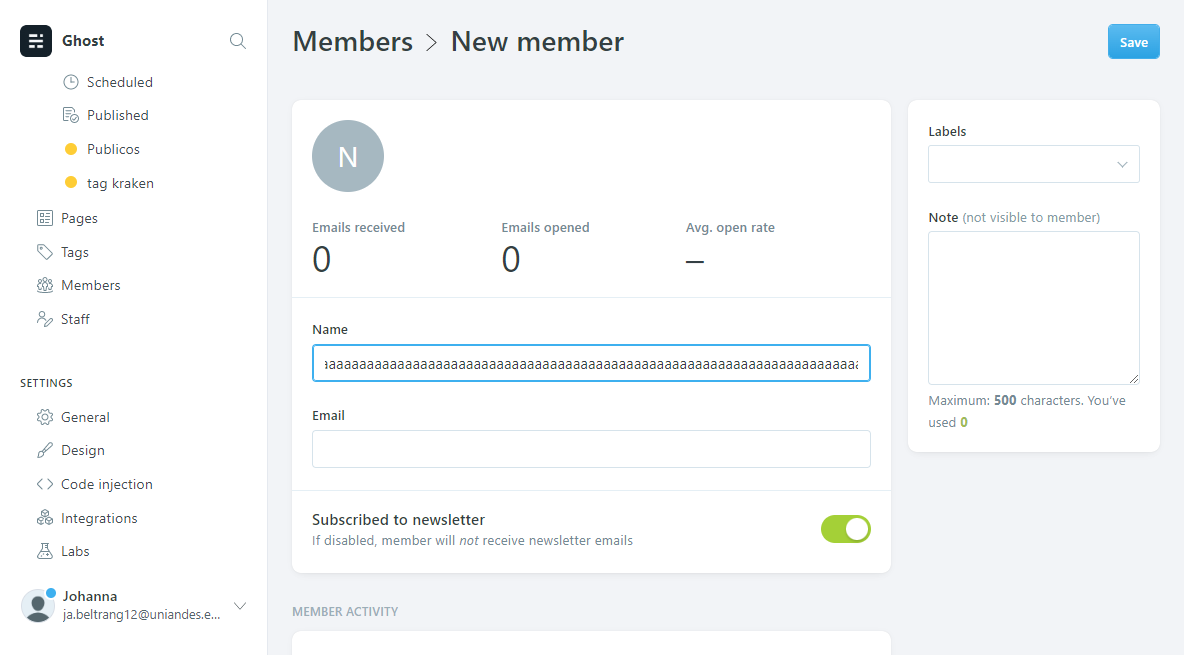 Ghost
Scheduled
Published
Publicos
tag kraken
Pages
Tags
Members
Staff
SETTINGS
General
Design
Code injection
Integrations
Labs
Johanna
ja.beltrang12@uniandes.e...
Members > New member
Save
N
Emails received
0
Emails opened
0
Avg. open rate
–
Name
Email
Subscribed to newsletter
If disabled, member will not receive newsletter emails
MEMBER ACTIVITY
Labels
Note (not visible to member)
Maximum: 500 characters. You've
used 0